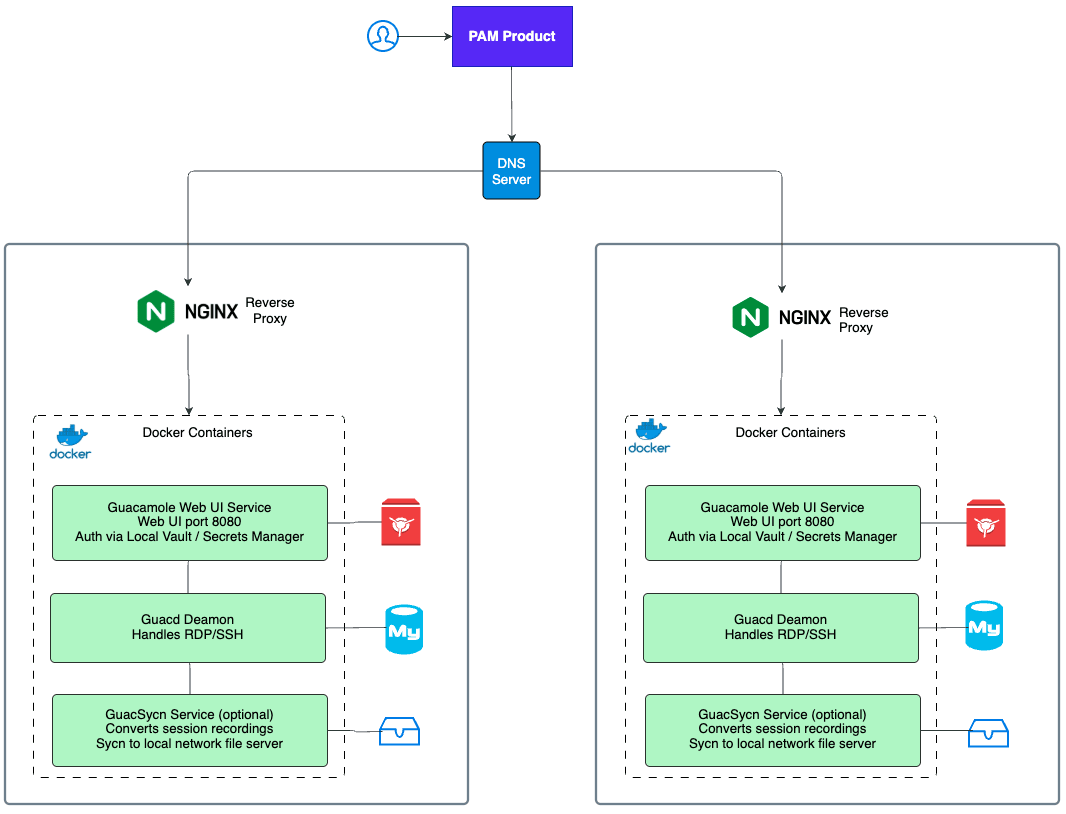 PAM Product
DNS
Server
N
NGINX
Reverse
Proxy
N
NGINX
Reverse
Proxy
docker
Docker Containers
Guacamole Web UI Service
Web UI port 8080
Auth via Local Vault / Secrets Manager
Guacd Deamon
Handles RDP/SSH
My
GuacSycn Service (optional)
Converts session recordings
Sycn to local network file server
docker
Docker Containers
Guacamole Web UI Service
Web UI port 8080
Auth via Local Vault / Secrets Manager
Guacd Deamon
Handles RDP/SSH
My
GuacSycn Service (optional)
Converts session recordings
Sycn to local network file server